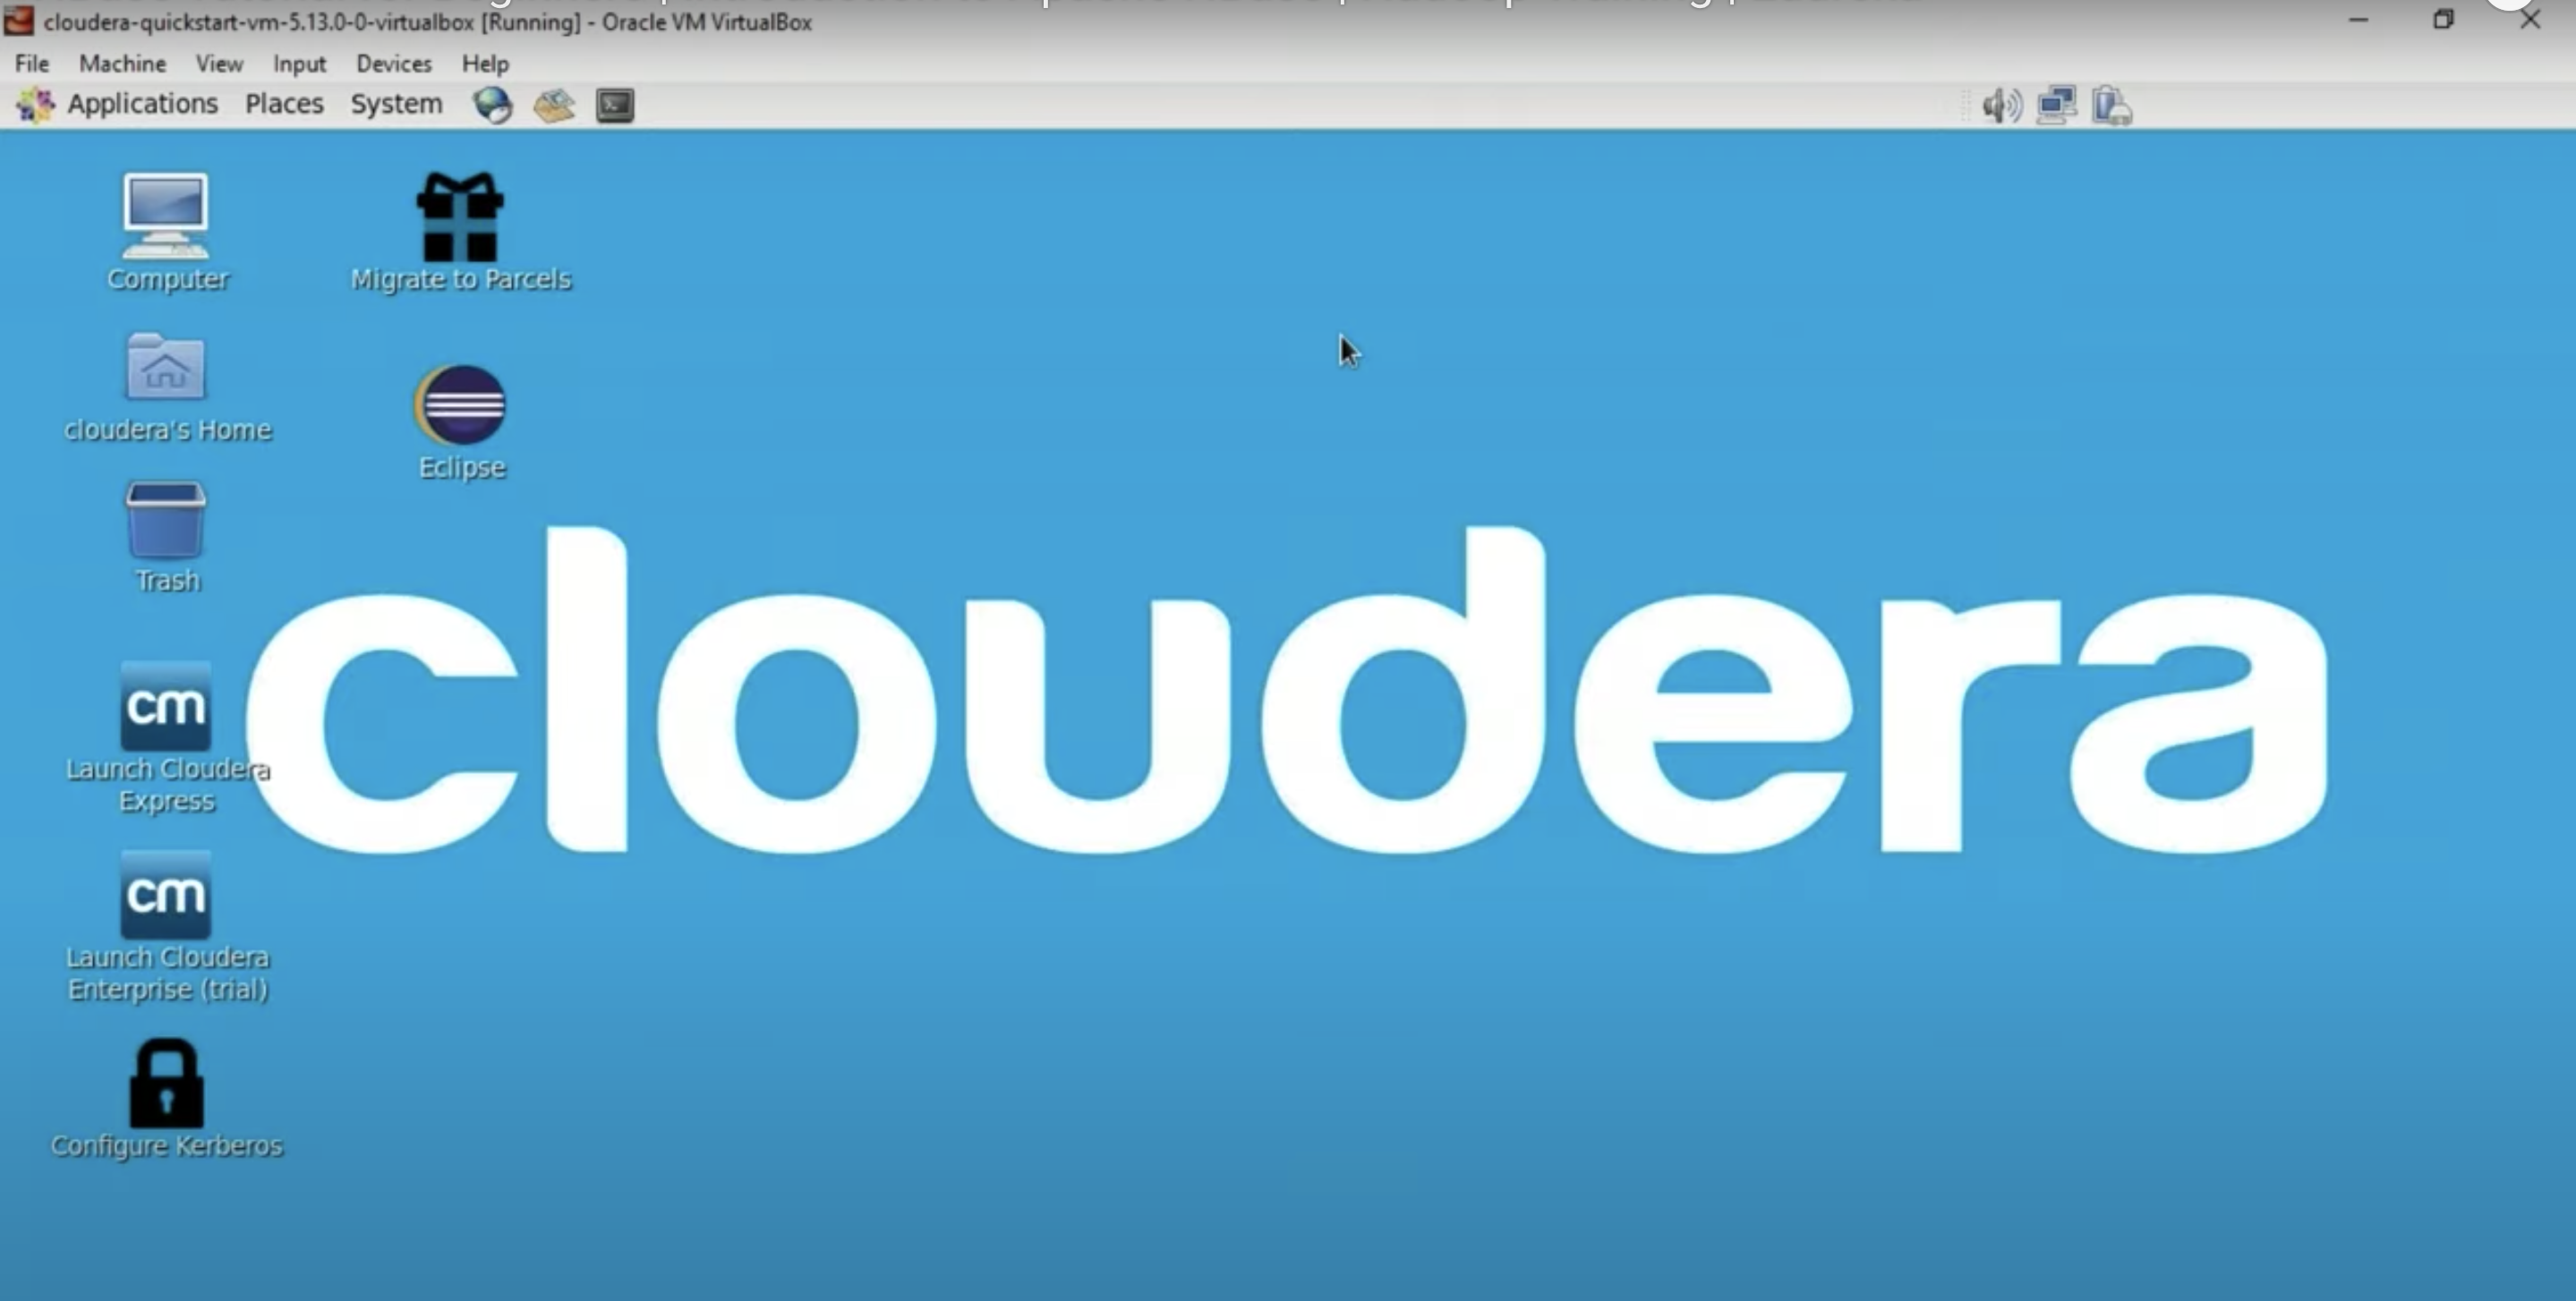 cloudera-quickstart-vm-5.13.0-0-virtualbox [Running] - Oracle VM VirtualBox
File Machine View Input Devices Help
Applications Places System
Computer
Migrate to Parcels
cloudera's Home
Eclipse
Trash
cloudera
cm
Launch Cloudera
Express
cm
Launch Cloudera
Enterprise (trial)
Configure Kerberos